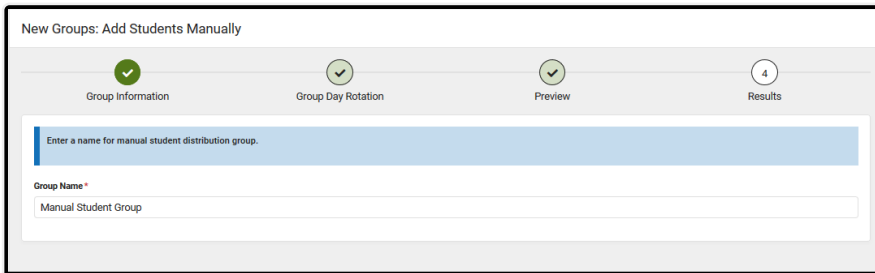 New Groups: Add Students Manually
4
Group Information
Group Day Rotation
Preview
Results
Enter a name for manual student distribution group.
Group Name*
Manual Student Group